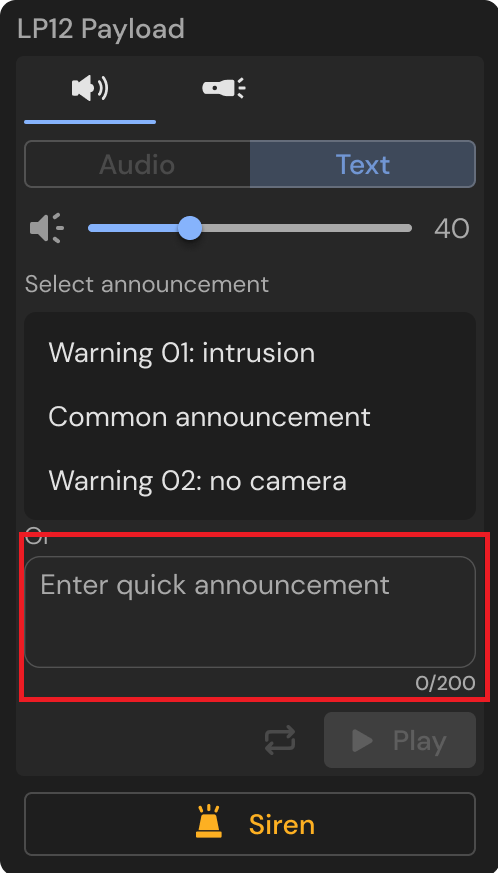 LP12 Payload
Audio
Text
40
Select announcement
Warning 01: intrusion
Common announcement
Warning 02: no camera
Or
Enter quick announcement
0/200
Play
Siren